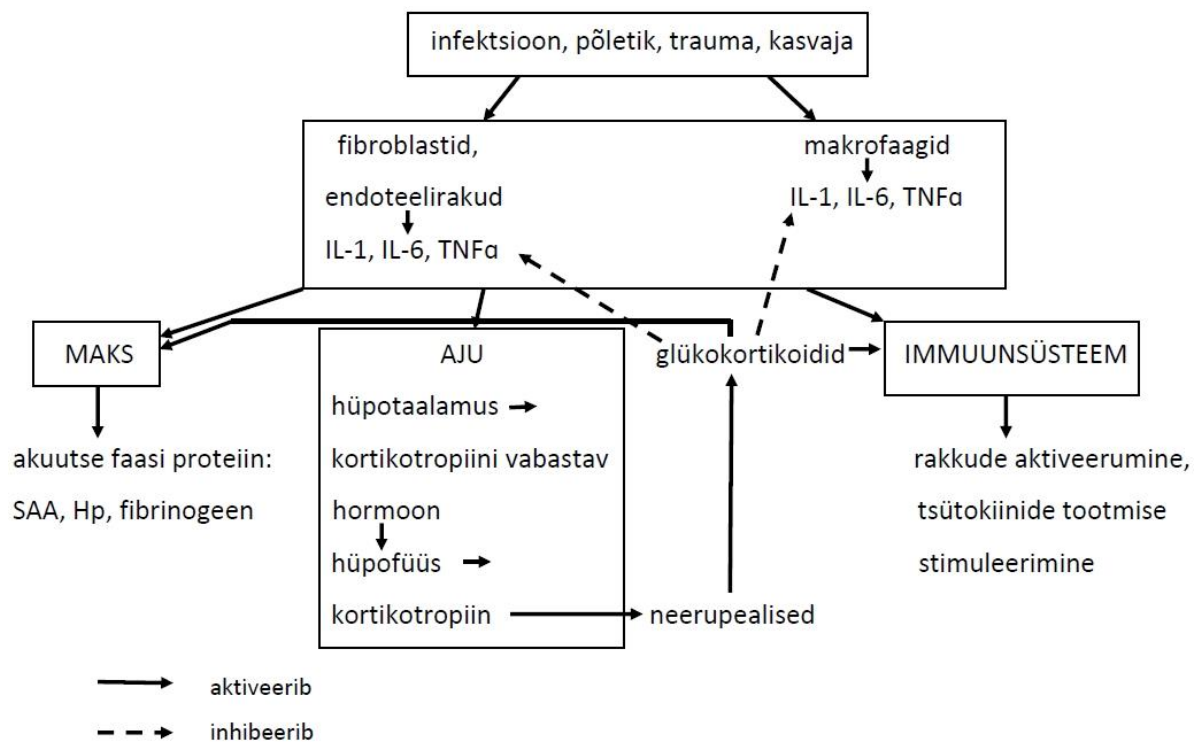 infektsioon, põletik, trauma, kasvaja
fibroblastid,
endoteelirakud
IL-1, IL-6, TNFα
makrofaagid
IL-1, IL-6, TNFα
MAKS
akuutse faasi proteiin:
SAA, Hp, fibrinogeen
AJU
hüpotaalamus
kortikotropiini vabastav
hormoon
hüpofüüs
kortikotropiin
neerupealised
glükokortikoidid
IMMUUNSÜSTEEM
rakkude aktiveerumine,
tsütokiinide tootmise
stimuleerimine
aktiveerib
inhibeerib